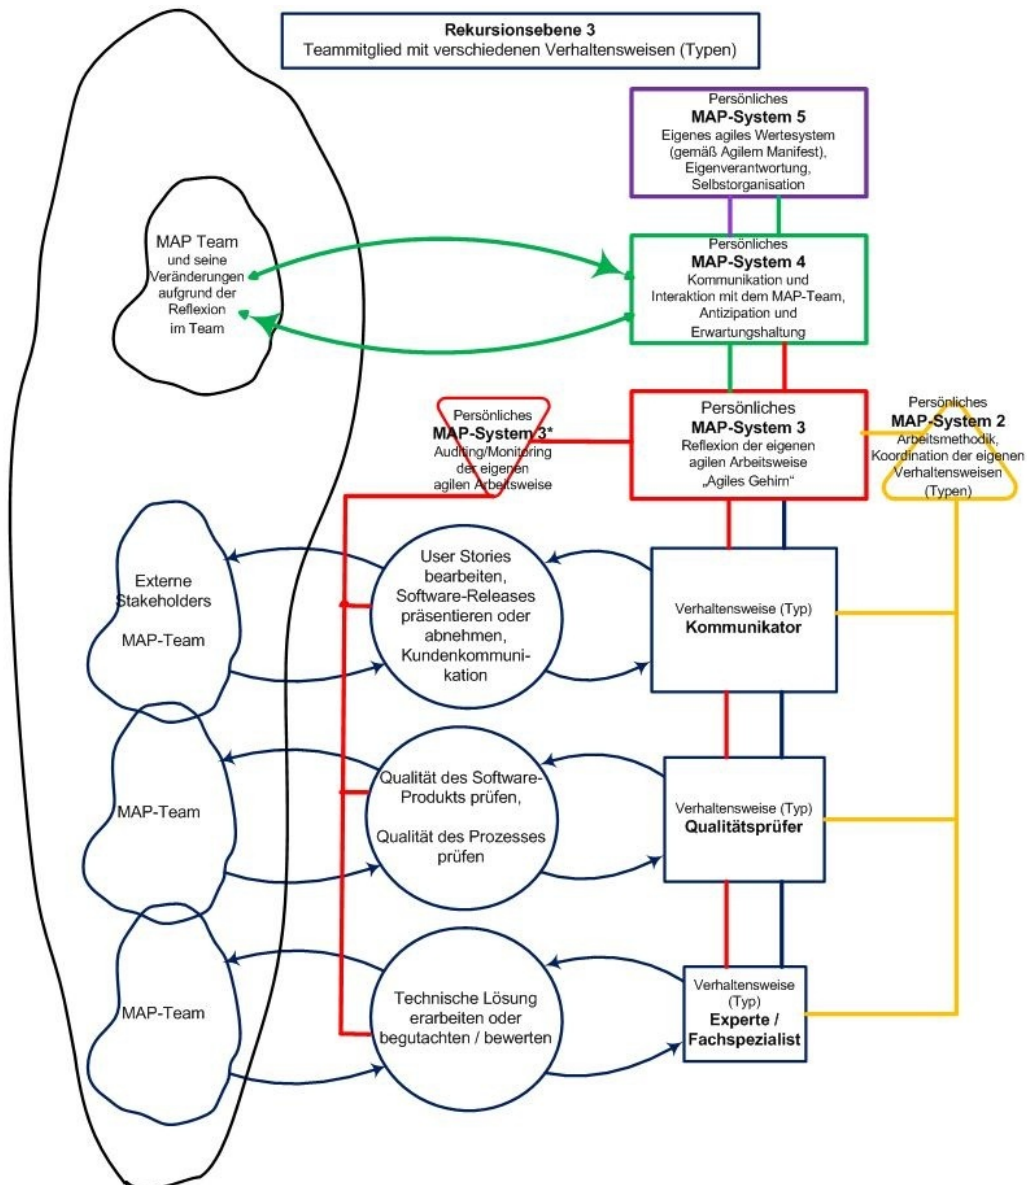 Rekursionsebene 3
Teammitglied mit verschiedenen Verhaltensweisen (Typen)
Persönliches
MAP-System 5
Eigenes agiles Wertesystem
(gemäß Agilem Manifest),
Eigenverantwortung,
Selbstorganisation
MAP Team
und seine
Veränderungen
aufgrund der
Reflexion
im Team
Persönliches
MAP-System 4
Kommunikation und
Interaktion mit dem MAP-Team,
Antizipation und
Erwartungshaltung
Persönliches
MAP-System 3*
Auditing/Monitoring
der eigenen
agilen Arbeitsweise
Persönliches
MAP-System 3
Reflexion der eigenen
agilen Arbeitsweise
„Agiles Gehirn“
Persönliches
MAP-System 2
Arbeitsmethodik,
Koordination der eigenen
Verhaltensweisen
(Typen)
Externe
Stakeholders
MAP-Team
User Stories
bearbeiten,
Software-Releases
präsentieren oder
abnehmen,
Kundenkommuni-
kation
Verhaltensweise (Typ)
Kommunikator
MAP-Team
Qualität des Software-
Produkts prüfen,
Qualität des Prozesses
prüfen
Verhaltensweise (Typ)
Qualitätsprüfer
MAP-Team
Technische Lösung
erarbeiten oder
begutachten / bewerten
Verhaltensweise
(Typ)
Experte /
Fachspezialist